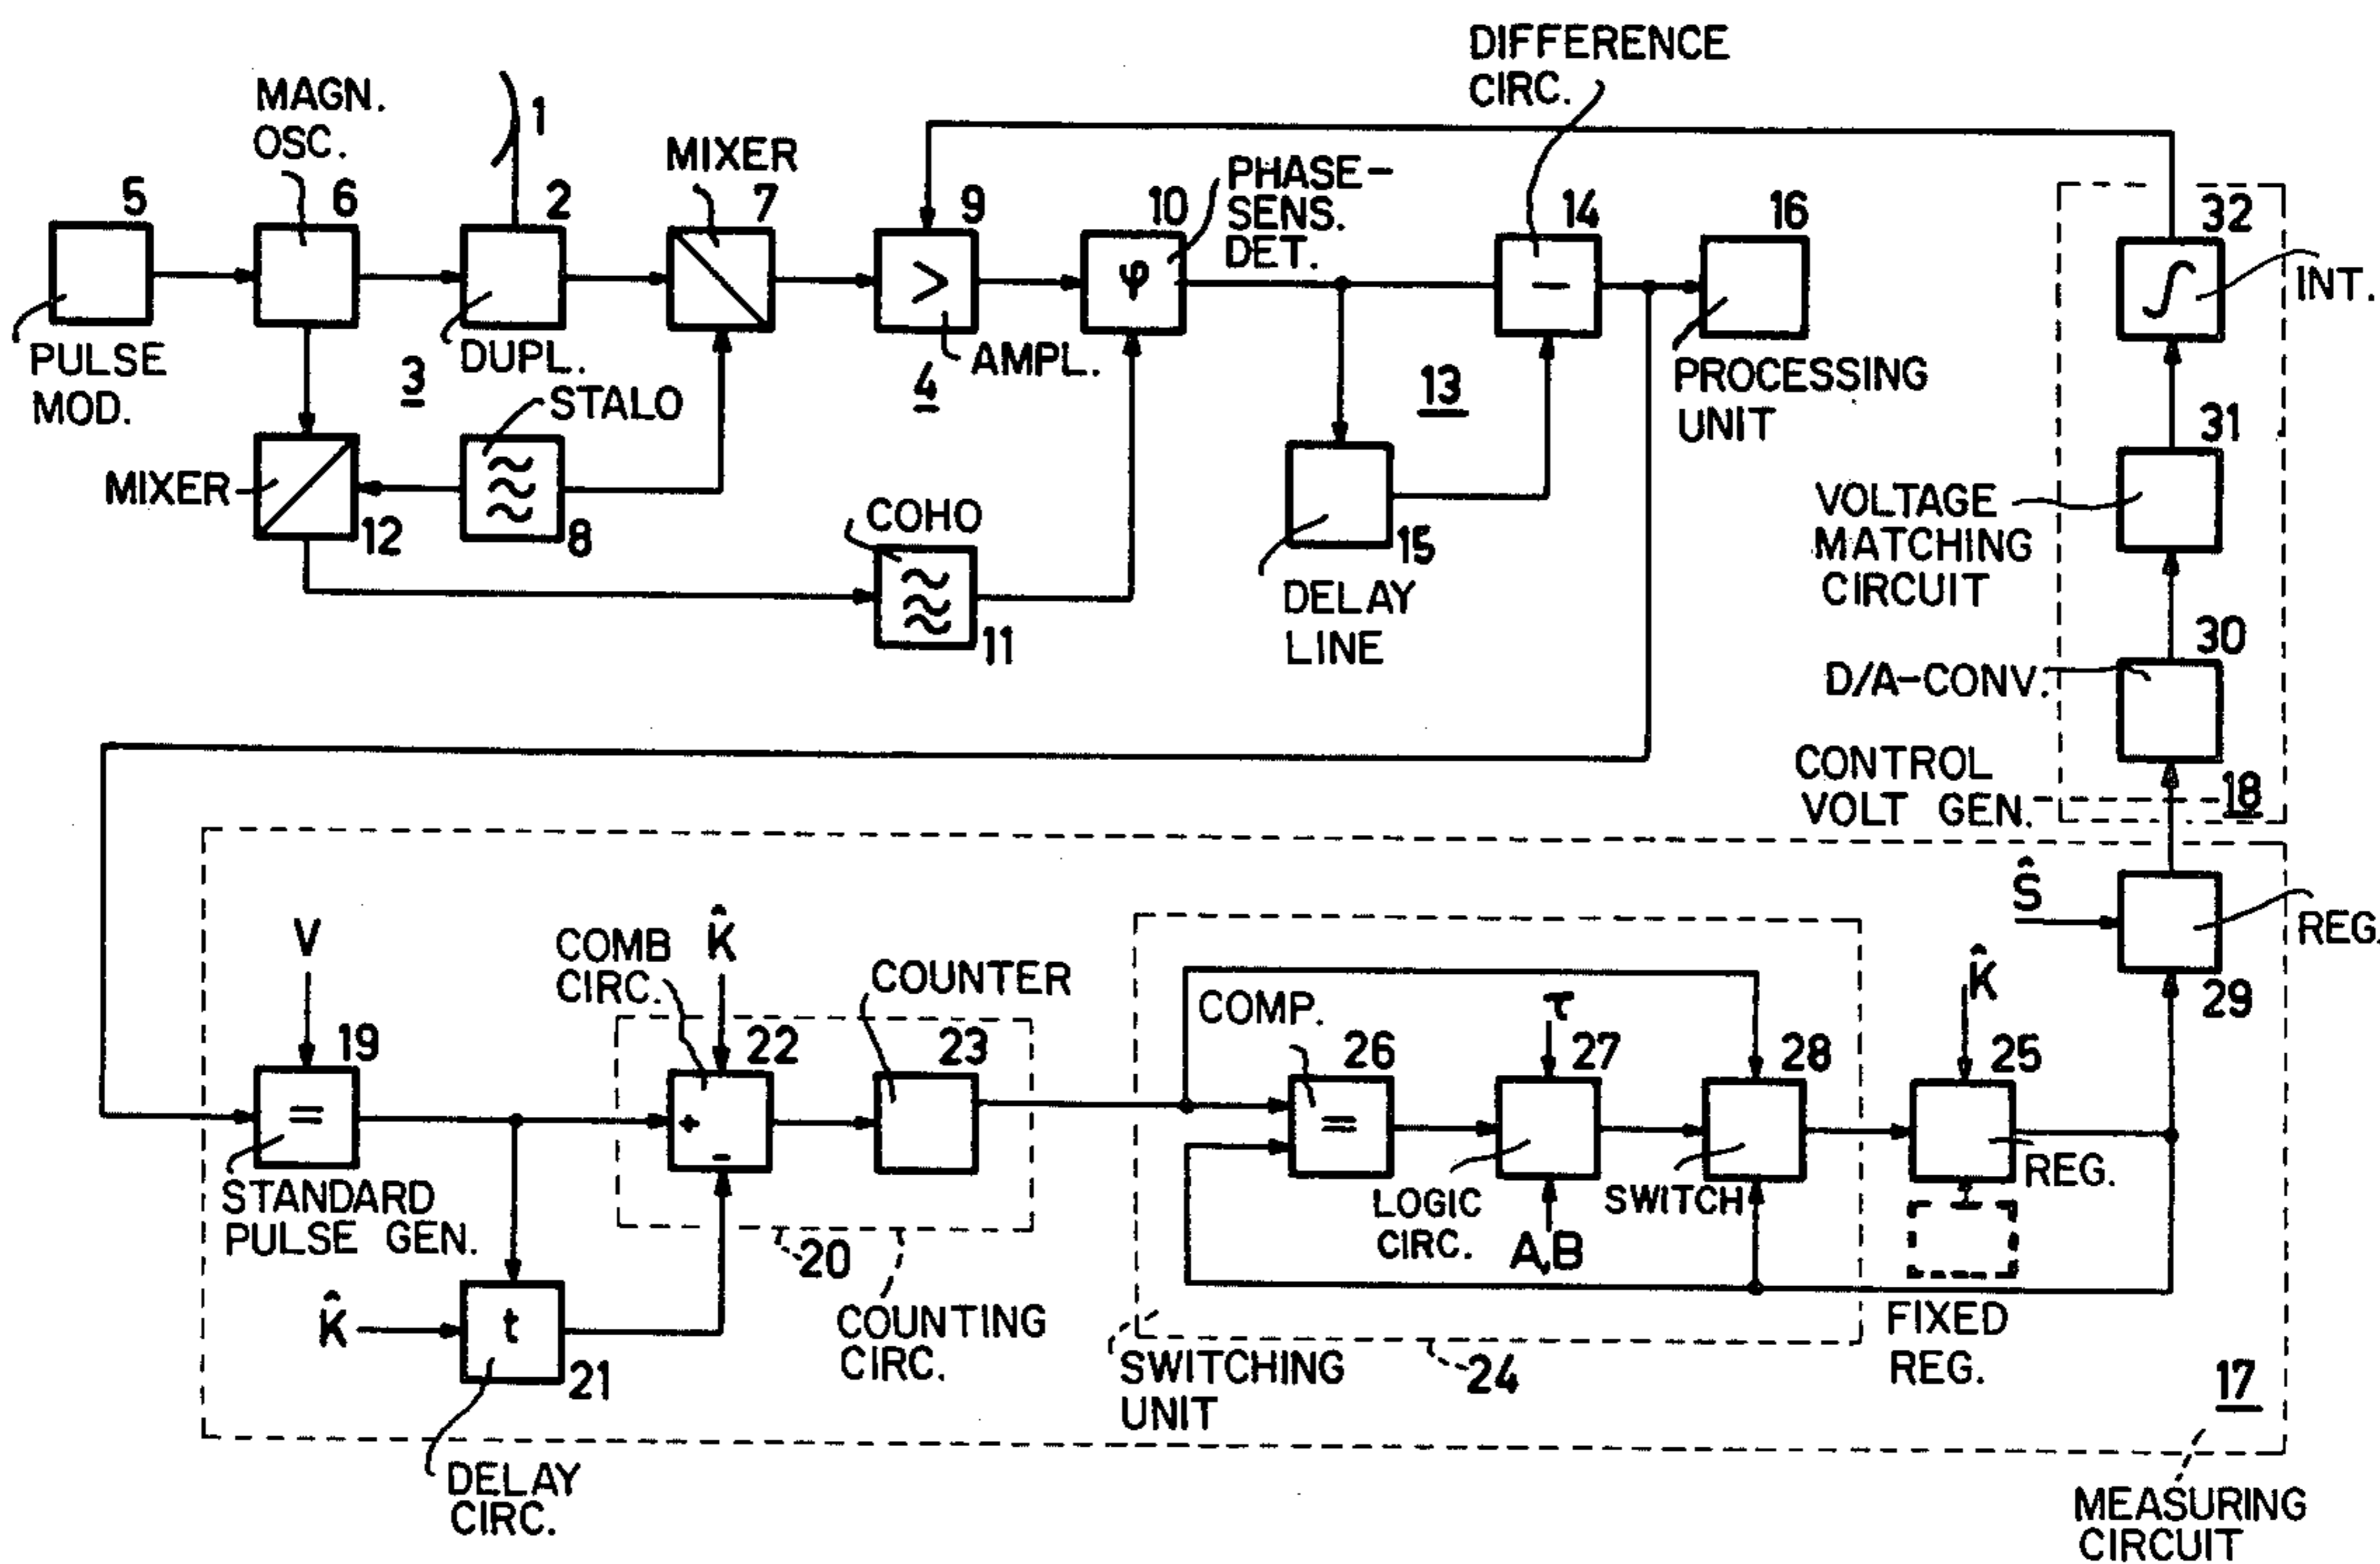 DIFFERENCE
CIRC.
MAGN.
OSC.
1
MIXER
PHASE-
SENS.
DET.
5
6
2
7
9
10
14
16
32
>
φ
−
∫
INT.
PULSE
MOD.
3
DUPL.
4
AMPL.
13
PROCESSING
UNIT
STALO
31
MIXER
12
8
COHO
11
15
DELAY
LINE
VOLTAGE
MATCHING
CIRCUIT
30
D/A-CONV.
CONTROL
VOLT GEN.
18
Ŝ
REG.
29
V
COMB
CIRC.
K̂
COUNTER
COMP.
τ
K̂
19
22
23
26
27
28
25
=
+
-
=
STANDARD
PULSE GEN.
LOGIC
CIRC.
A,B
SWITCH
REG.
20
K̂
t
21
COUNTING
CIRC.
SWITCHING
UNIT
24
FIXED
REG.
17
DELAY
CIRC.
MEASURING
CIRCUIT